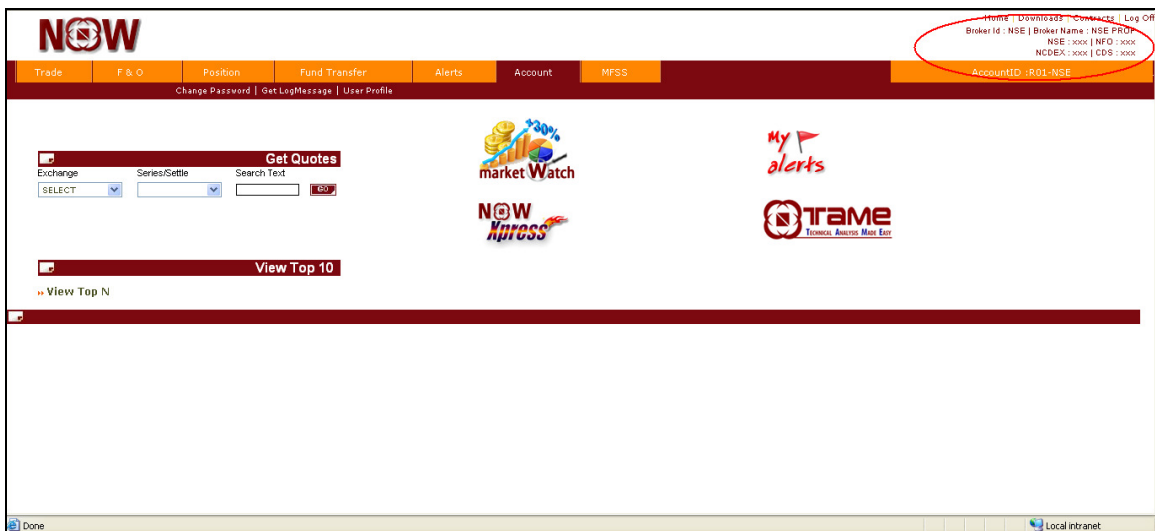 Home | Downloads | Contracts | Log Off
NOW
Broker Id : NSE | Broker Name : NSE PROP
NSE : xxx | NFO : xxx
NCDEX : xxx | CDS : xxx
Trade F & O Position Fund Transfer Alerts Account MFSS AccountID :R01-NSE
Change Password | Get LogMessage | User Profile
+30%
market Watch
My alerts
Get Quotes
Exchange Series/Settle Search Text
SELECT GO
NOW
Xpress
TAME
TECHNICAL ANALYSIS MADE EASY
View Top 10
» View Top N
Done Local intranet